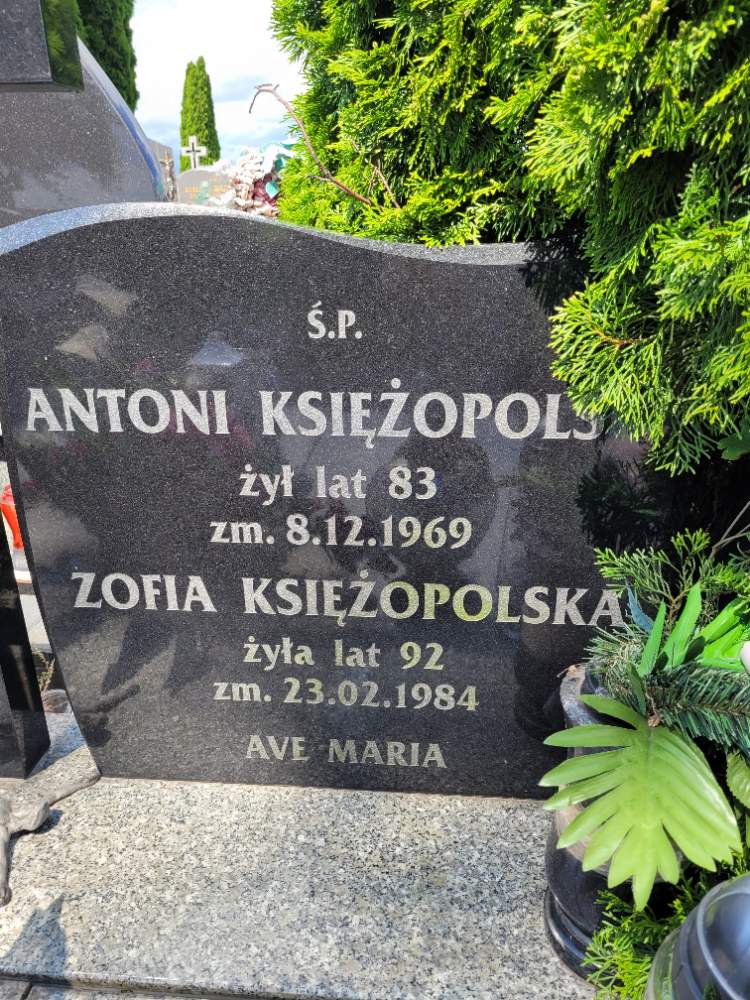 Ś.P.
ANTONI KSIĘŻOPOLS
żył lat 83
zm. 8.12.1969
ZOFIA KSIĘŻOPOLSKA
żyła lat 92
zm. 23.02.1984
AVE MARIA